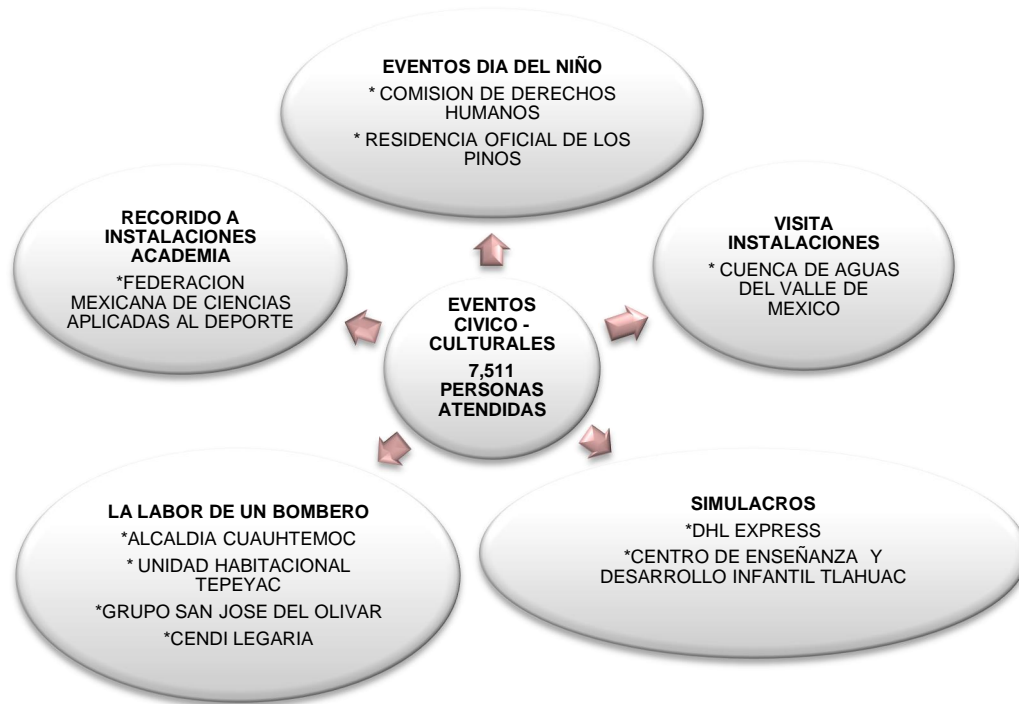 EVENTOS DIA DEL NIÑO
* COMISION DE DERECHOS
HUMANOS
* RESIDENCIA OFICIAL DE LOS
PINOS
RECORIDO A
INSTALACIONES
ACADEMIA
*FEDERACION
MEXICANA DE CIENCIAS
APLICADAS AL DEPORTE
VISITA
INSTALACIONES
* CUENCA DE AGUAS
DEL VALLE DE
MEXICO
EVENTOS
CIVICO -
CULTURALES
7,511
PERSONAS
ATENDIDAS
LA LABOR DE UN BOMBERO
*ALCALDIA CUAUHTEMOC
* UNIDAD HABITACIONAL
TEPEYAC
*GRUPO SAN JOSE DEL OLIVAR
*CENDI LEGARIA
SIMULACROS
*DHL EXPRESS
*CENTRO DE ENSEÑANZA Y
DESARROLLO INFANTIL TLAHUAC